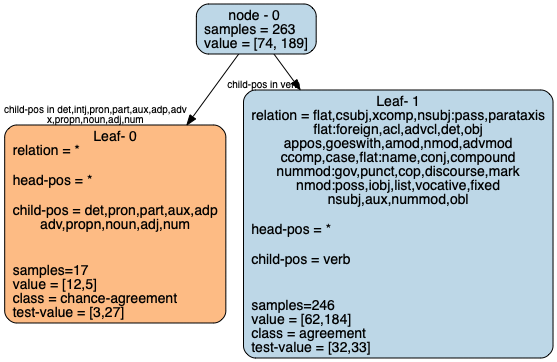 node - 0
samples = 263
value = [74, 189]
child-pos in det,intj,pron,part,aux,adp,adv
x,propn,noun,adj,num
child-pos in verb
Leaf- 0
relation = *
head-pos = *
child-pos = det,pron,part,aux,adp
adv,propn,noun,adj,num
samples=17
value = [12,5]
class = chance-agreement
test-value = [3,27]
Leaf- 1
relation = flat,csubj,xcomp,nsubj:pass,parataxis
flat:foreign,acl,advcl,det,obj
appos,goeswith,amod,nmod,advmod
ccomp,case,flat:name,conj,compound
nummod:gov,punct,cop,discourse,mark
nmod:poss,iobj,list,vocative,fixed
nsubj,aux,nummod,obl
head-pos = *
child-pos = verb
samples=246
value = [62,184]
class = agreement
test-value = [32,33]